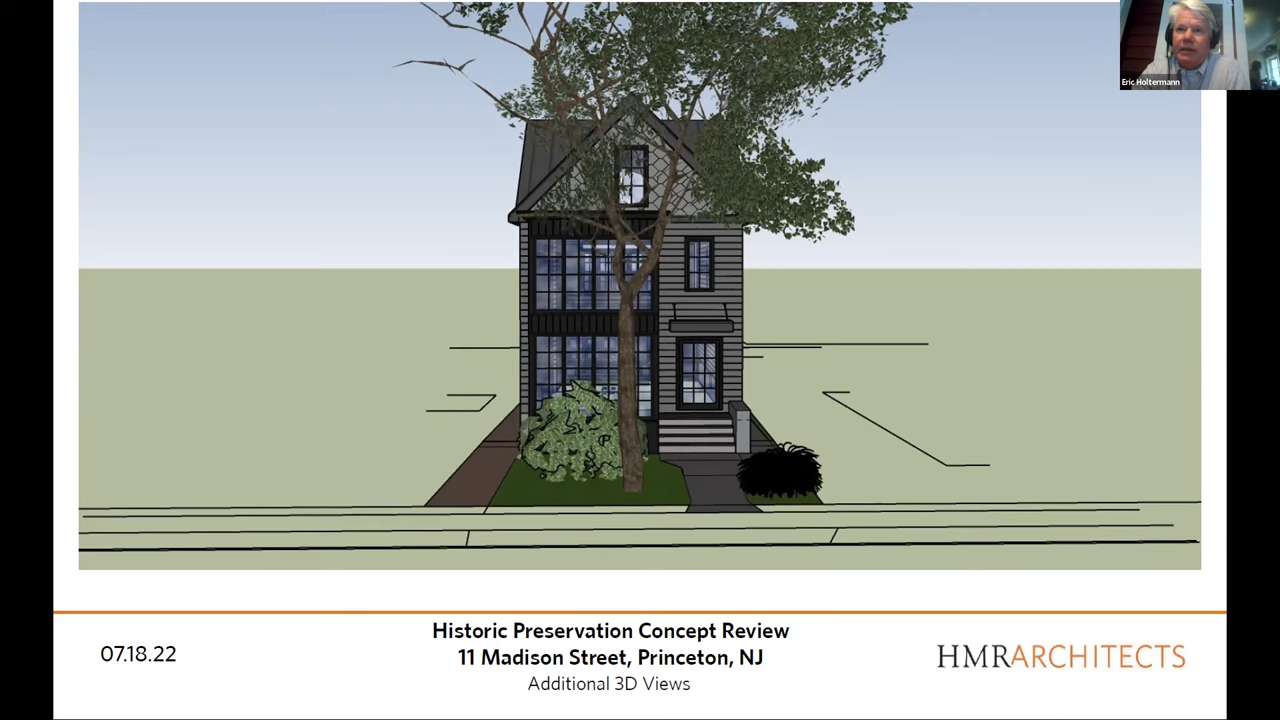 Eric Holtermann
07.18.22
Historic Preservation Concept Review
11 Madison Street, Princeton, NJ
Additional 3D Views
HMRARCHITECTS